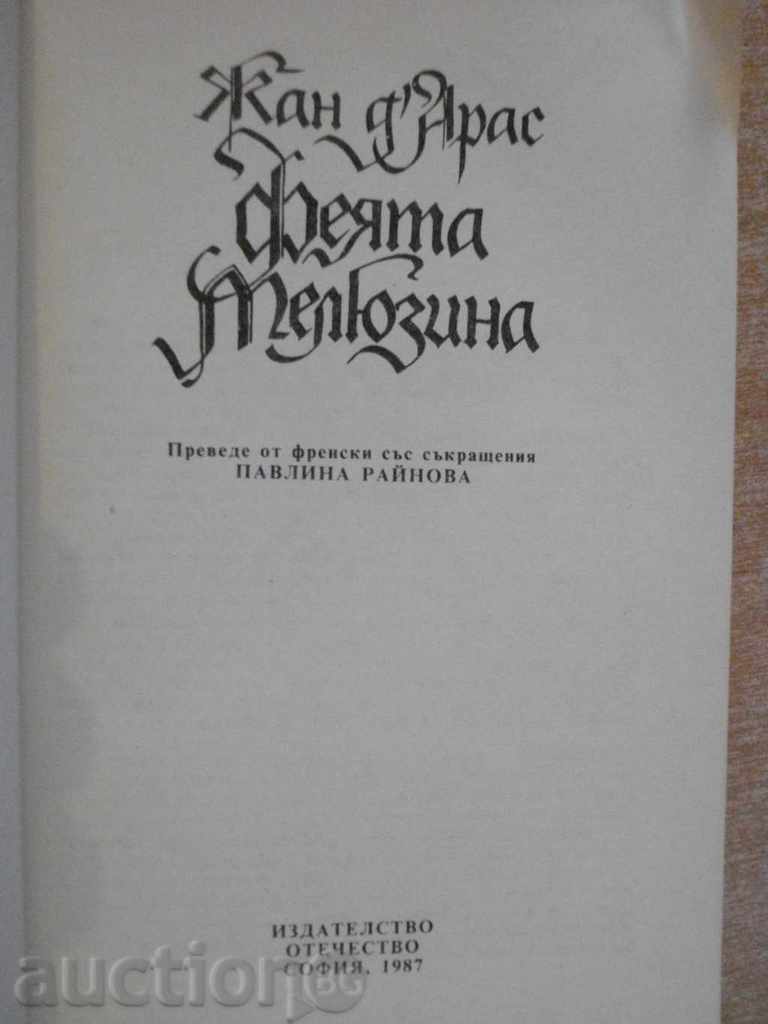 Жан д'Арас
Феята
Мелюзина
Преведе от френски със съкращения
ПАВЛИНА РАЙНОВА
ИЗДАТЕЛСТВО
ОТЕЧЕСТВО
СОФИЯ, 1987
auction BG